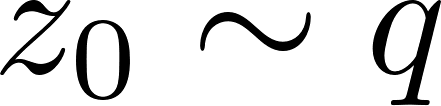 z₀ ∼ q